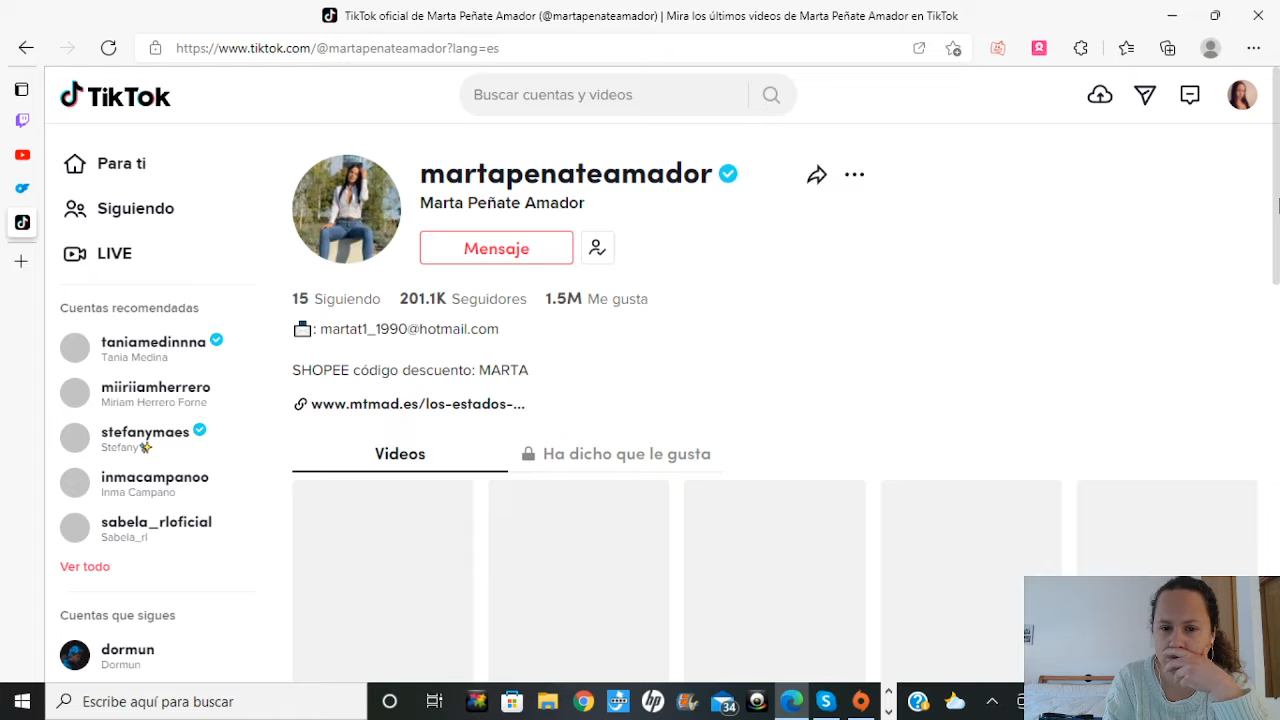 TikTok oficial de Marta Peñate Amador (@martapenateamador) | Mira los últimos videos de Marta Peñate Amador en TikTok
https://www.tiktok.com/@martapenateamador?lang=es
TikTok
Buscar cuentas y videos
Para ti
Siguiendo
LIVE
Cuentas recomendadas
taniamedinnna
Tania Medina
miiriiamherrero
Miriam Herrero Forne
stefanymaes
Stefany✨
inmacampanoo
Inma Campano
sabela_rloficial
Sabela_rl
Ver todo
Cuentas que sigues
dormun
Dormun
martapenateamador
Marta Peñate Amador
Mensaje
15 Siguiendo 201.1K Seguidores 1.5M Me gusta
📩: martat1_1990@hotmail.com
SHOPEE código descuento: MARTA
www.mtmad.es/los-estados-...
Videos
Ha dicho que le gusta
Escribe aquí para buscar
34